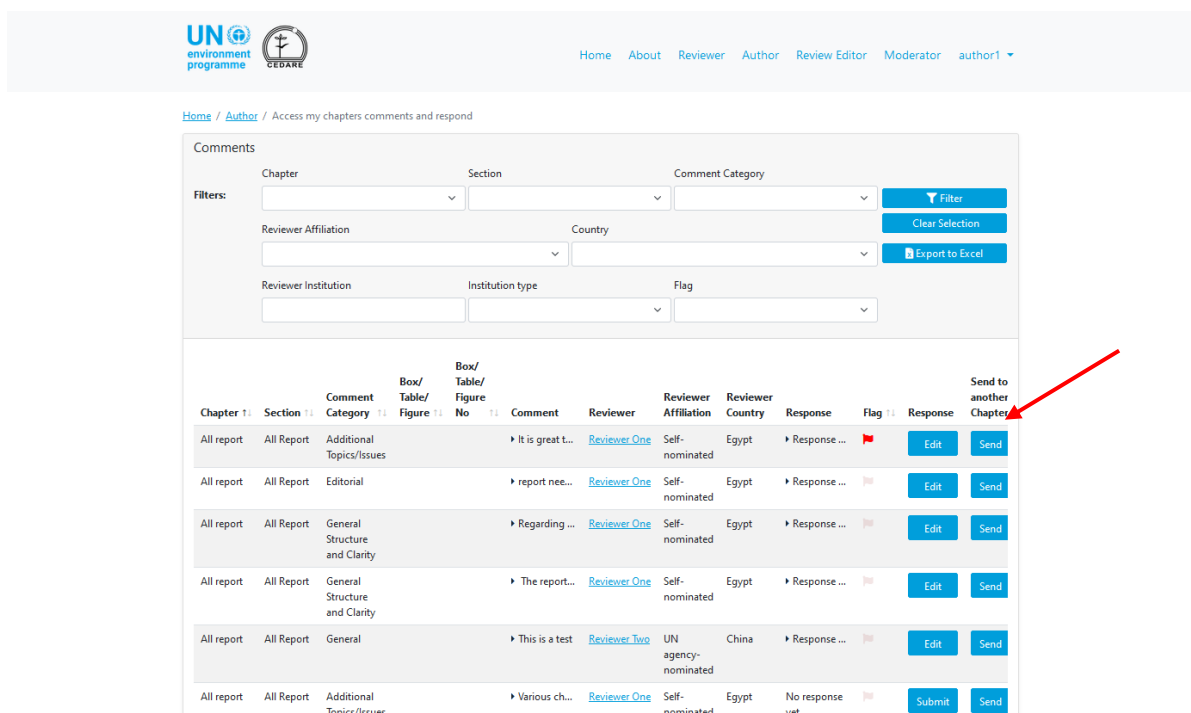 UN
environment
programme
CEDARE
Home About Reviewer Author Review Editor Moderator author1
Home / Author / Access my chapters comments and respond
Comments
Chapter Section Comment Category
Filters:
Filter
Clear Selection
Reviewer Affiliation Country
Export to Excel
Reviewer Institution Institution type Flag
Chapter Section Comment Category Box/ Table/ Figure Box/ Table/ Figure No Comment Reviewer Reviewer Affiliation Reviewer Country Response Flag Response Send to another Chapter
All report All Report Additional It is great t... Reviewer One Self- Egypt Response ... Edit Send
Topics/Issues nominated
All report All Report Editorial report nee... Reviewer One Self- Egypt Response ... Edit Send
nominated
All report All Report General Regarding ... Reviewer One Self- Egypt Response ... Edit Send
Structure nominated
and Clarity
All report All Report General The report... Reviewer One Self- Egypt Response ... Edit Send
Structure nominated
and Clarity
All report All Report General This is a test Reviewer Two UN China Response ... Edit Send
agency-
nominated
All report All Report Additional Various ch... Reviewer One Self- Egypt No response Submit Send
Topics/Issues nominated yet